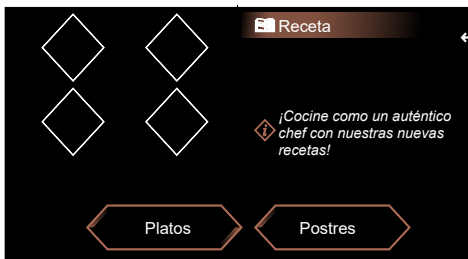 Receta
¡Cocine como un auténtico
chef con nuestras nuevas
recetas!
Platos
Postres